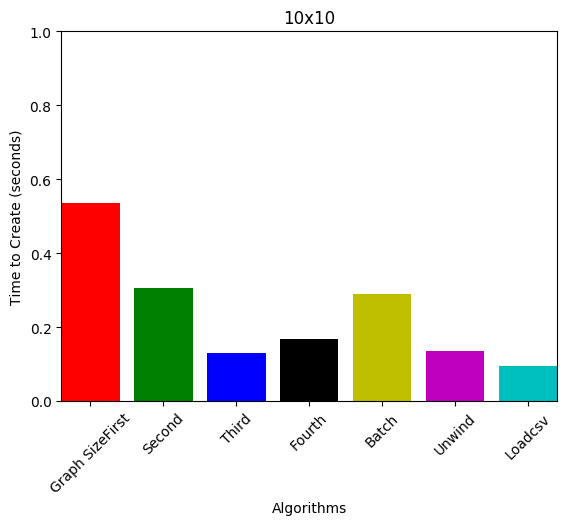 10x10
Time to Create (seconds)
1.0
0.8
0.6
0.4
0.2
0.0
Graph SizeFirst
Second
Third
Fourth
Batch
Unwind
Loadcsv
Algorithms